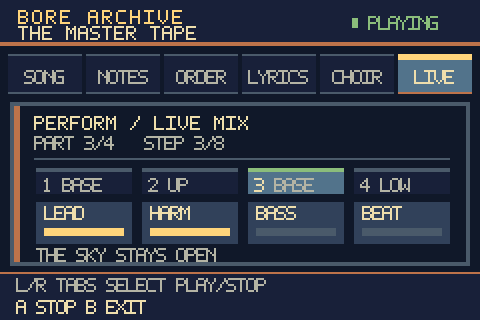 BORE ARCHIVE
THE MASTER TAPE
PLAYING
SONG NOTES ORDER LYRICS CHOIR LIVE
PERFORM / LIVE MIX
PART 3/4 STEP 3/8
1 BASE 2 UP 3 BASE 4 LOW
LEAD HARM BASS BEAT
THE SKY STAYS OPEN
L/R TABS SELECT PLAY/STOP
A STOP B EXIT